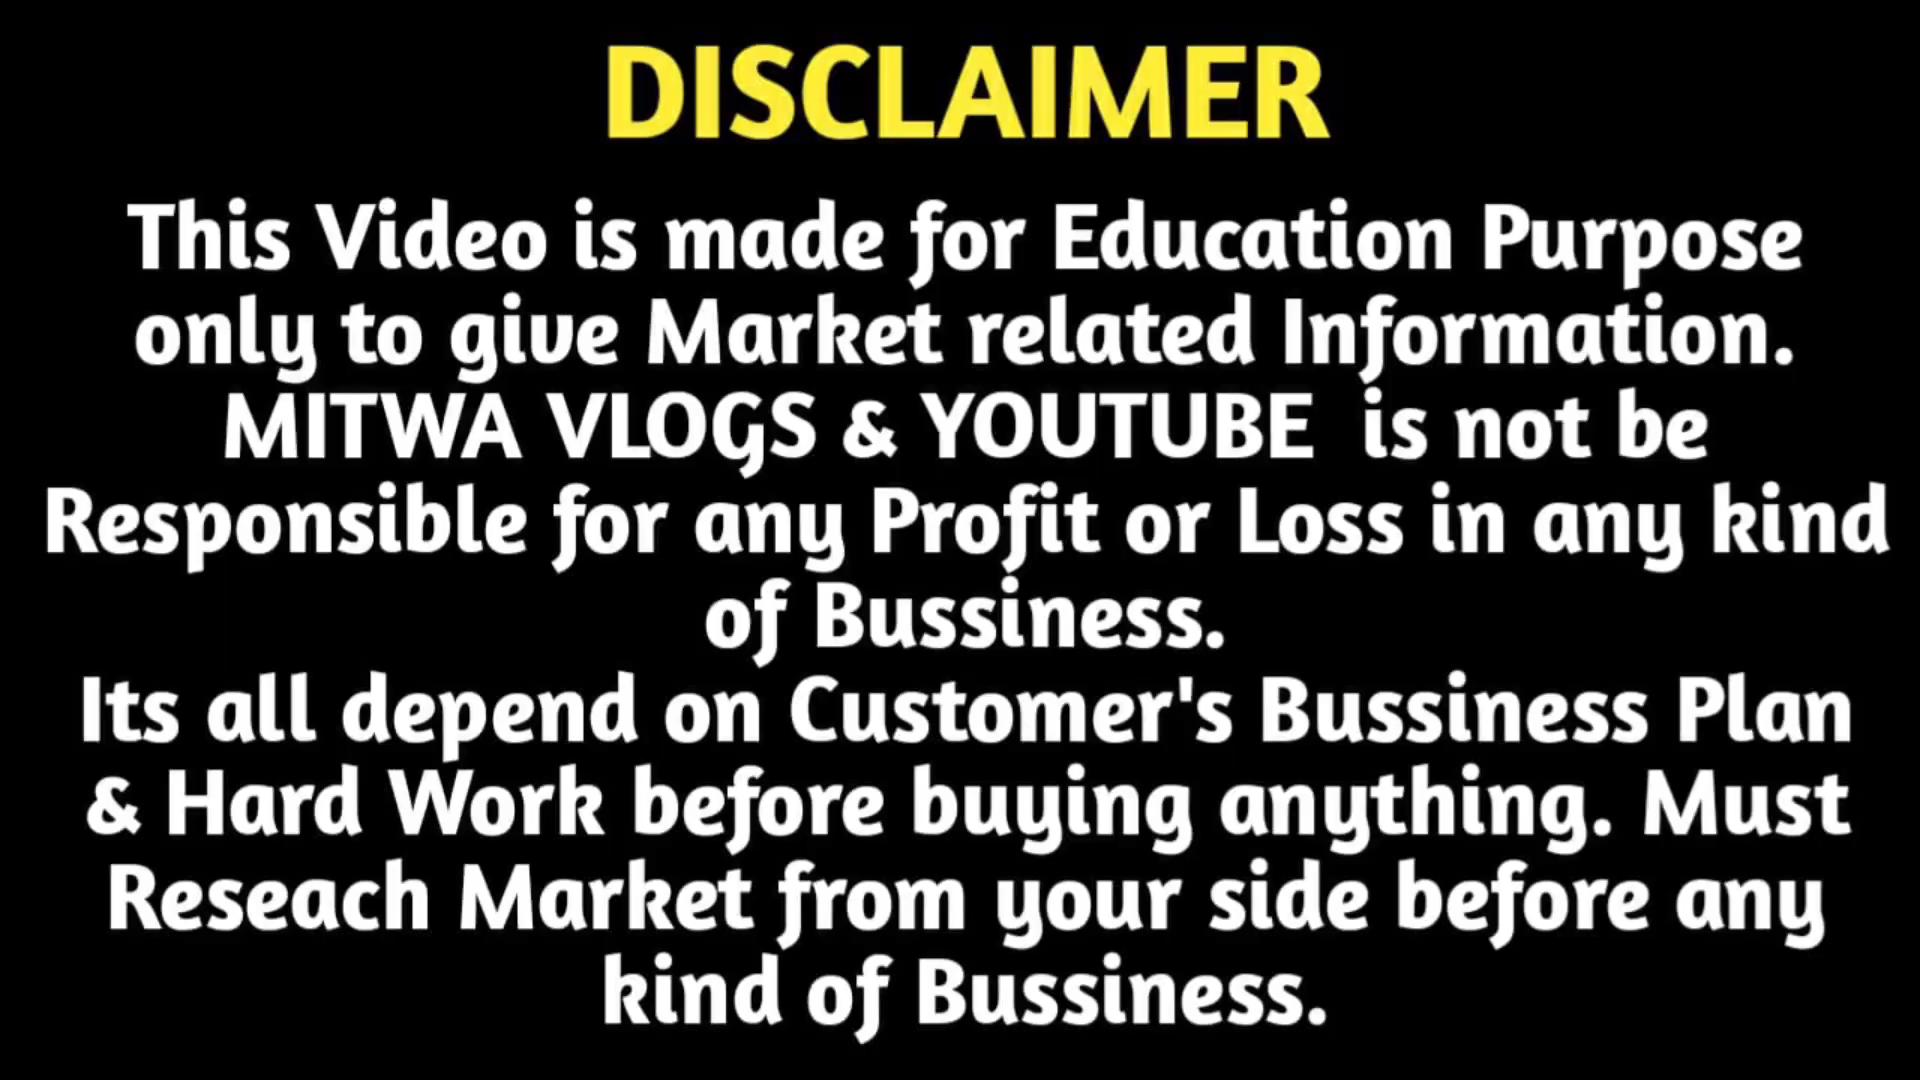 DISCLAIMER
This Video is made for Education Purpose
only to give Market related Information.
MITWA VLOGS & YOUTUBE is not be
Responsible for any Profit or Loss in any kind
of Bussiness.
Its all depend on Customer's Bussiness Plan
& Hard Work before buying anything. Must
Reseach Market from your side before any
kind of Bussiness.